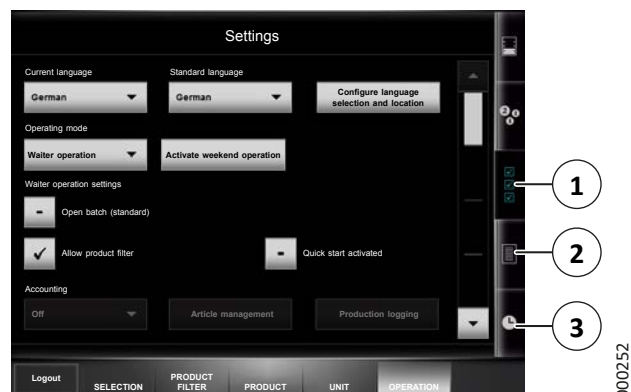 Settings
Current language
Standard language
German
German
Configure language
selection and location
Operating mode
Waiter operation
Activate weekend operation
Waiter operation settings
Open batch (standard)
Allow product filter
Quick start activated
Accounting
Off
Article management
Production logging
Logout
SELECTION
PRODUCT
FILTER
PRODUCT
UNIT
OPERATION
1
2
3